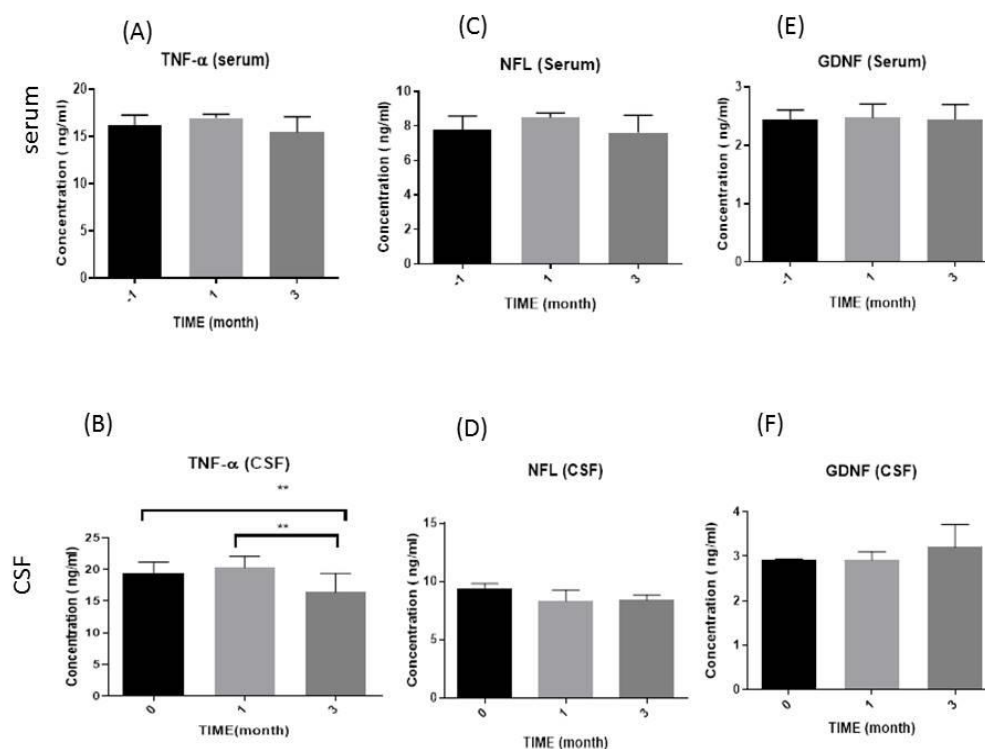 (A)
TNF-α (serum)
serum
Concentration ( ng/ml)
20
15
10
5
0
-1
1
3
TIME (month)
(C)
NFL (Serum)
Concentration ( ng/ml)
10
8
6
4
2
0
-1
1
3
TIME (month)
(E)
GDNF (Serum)
Concentration ( ng/ml)
3
2
1
0
-1
1
3
TIME (month)
(B)
TNF-α (CSF)
**
**
CSF
Concentration ( ng/ml)
25
20
15
10
5
0
0
1
3
TIME(month)
(D)
NFL (CSF)
Concentration ( ng/ml)
15
10
5
0
0
1
3
TIME (month)
(F)
GDNF (CSF)
Concentration ( ng/ml)
4
3
2
1
0
0
1
3
TIME (month)